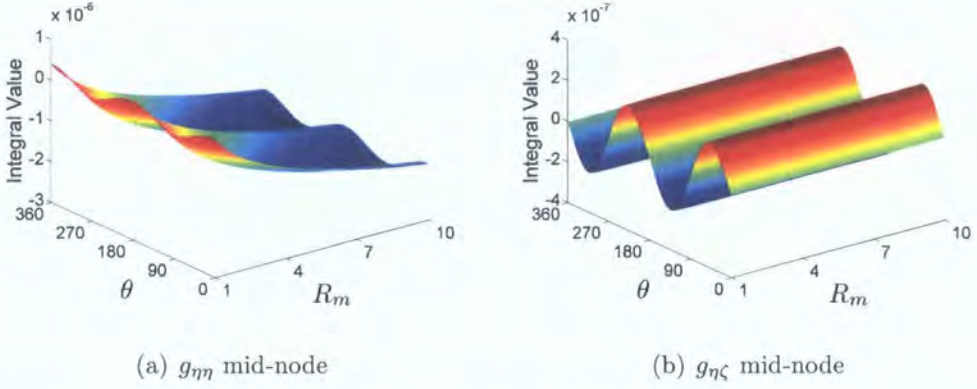 x 10⁻⁶
1
0
-1
-2
-3
Integral Value
360
270
180
90
0
θ
1
4
7
10
R_m
(a) g_ηη mid-node
x 10⁻⁷
4
2
0
-2
-4
Integral Value
360
270
180
90
0
θ
1
4
7
10
R_m
(b) g_ηζ mid-node